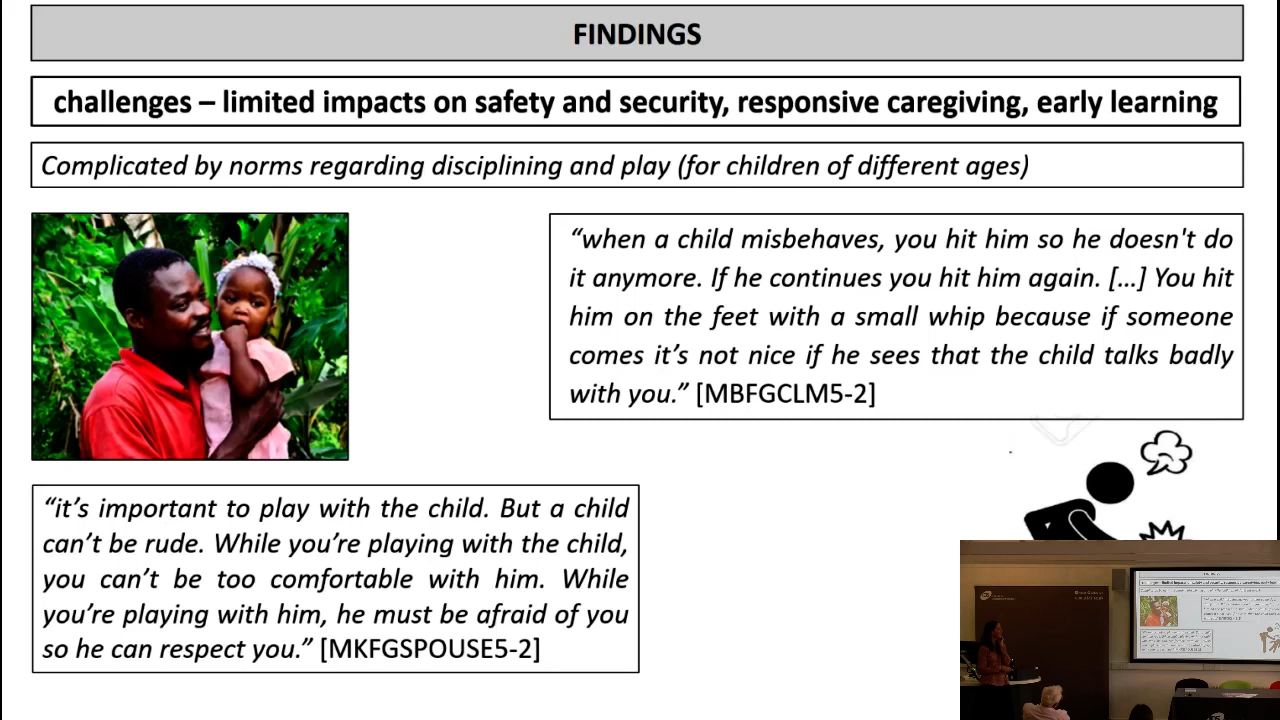 FINDINGS
challenges – limited impacts on safety and security, responsive caregiving, early learning
Complicated by norms regarding disciplining and play (for children of different ages)
“when a child misbehaves, you hit him so he doesn't do
it anymore. If he continues you hit him again. […] You hit
him on the feet with a small whip because if someone
comes it’s not nice if he sees that the child talks badly
with you.” [MBFGCLM5-2]
“it’s important to play with the child. But a child
can’t be rude. While you’re playing with the child,
you can’t be too comfortable with him. While
you’re playing with him, he must be afraid of you
so he can respect you.” [MKFGSPOUSE5-2]